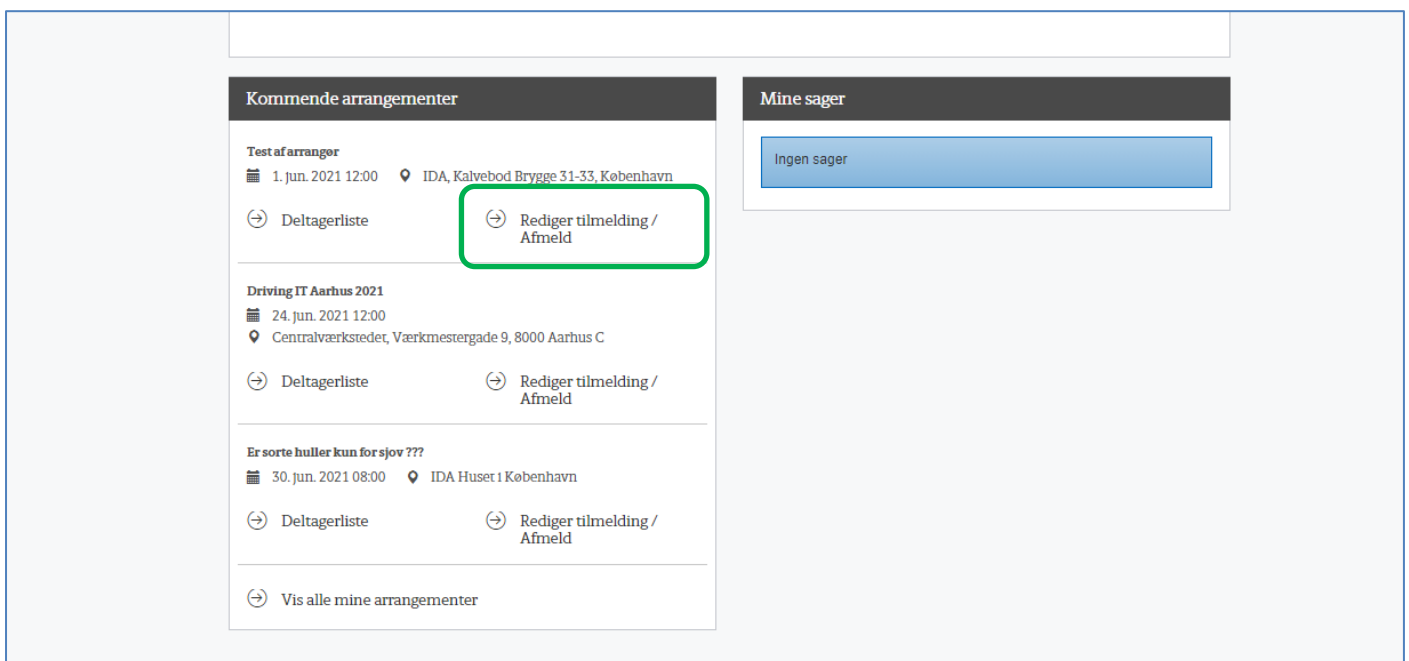 Kommende arrangementer
Test af arrangør
1. jun. 2021 12:00 IDA, Kalvebod Brygge 31-33, København
Deltagerliste
Rediger tilmelding /
Afmeld
Driving IT Aarhus 2021
24. jun. 2021 12:00
Centralværkstedet, Værkmestergade 9, 8000 Aarhus C
Deltagerliste
Rediger tilmelding /
Afmeld
Er sorte huller kun for sjov ???
30. jun. 2021 08:00 IDA Huset i København
Deltagerliste
Rediger tilmelding /
Afmeld
Vis alle mine arrangementer
Mine sager
Ingen sager